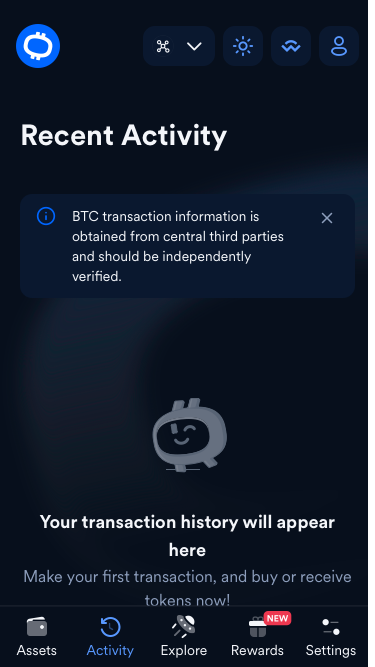 Recent Activity
BTC transaction information is
obtained from central third parties
and should be independently
verified.
Your transaction history will appear
here
Make your first transaction, and buy or receive
tokens now!
NEW
Assets
Activity
Explore
Rewards
Settings